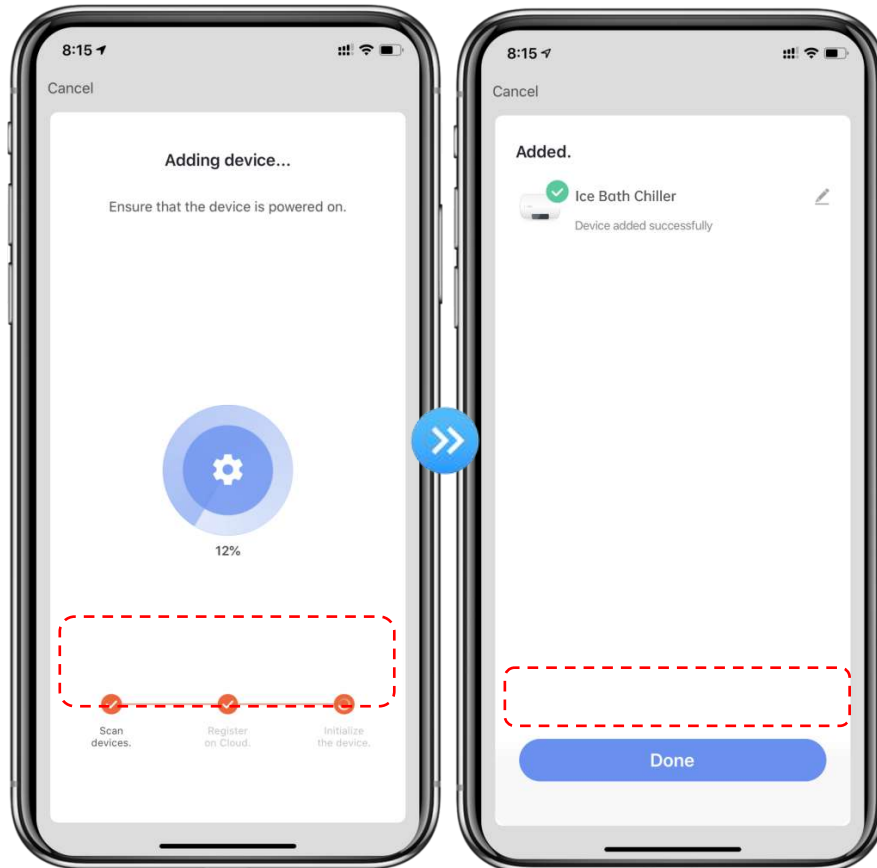 8:15
Cancel
Adding device...
Ensure that the device is powered on.
12%
Scan
devices.
Register
on Cloud.
Initialize
the device.
8:15
Cancel
Added.
Ice Bath Chiller
Device added successfully
Done